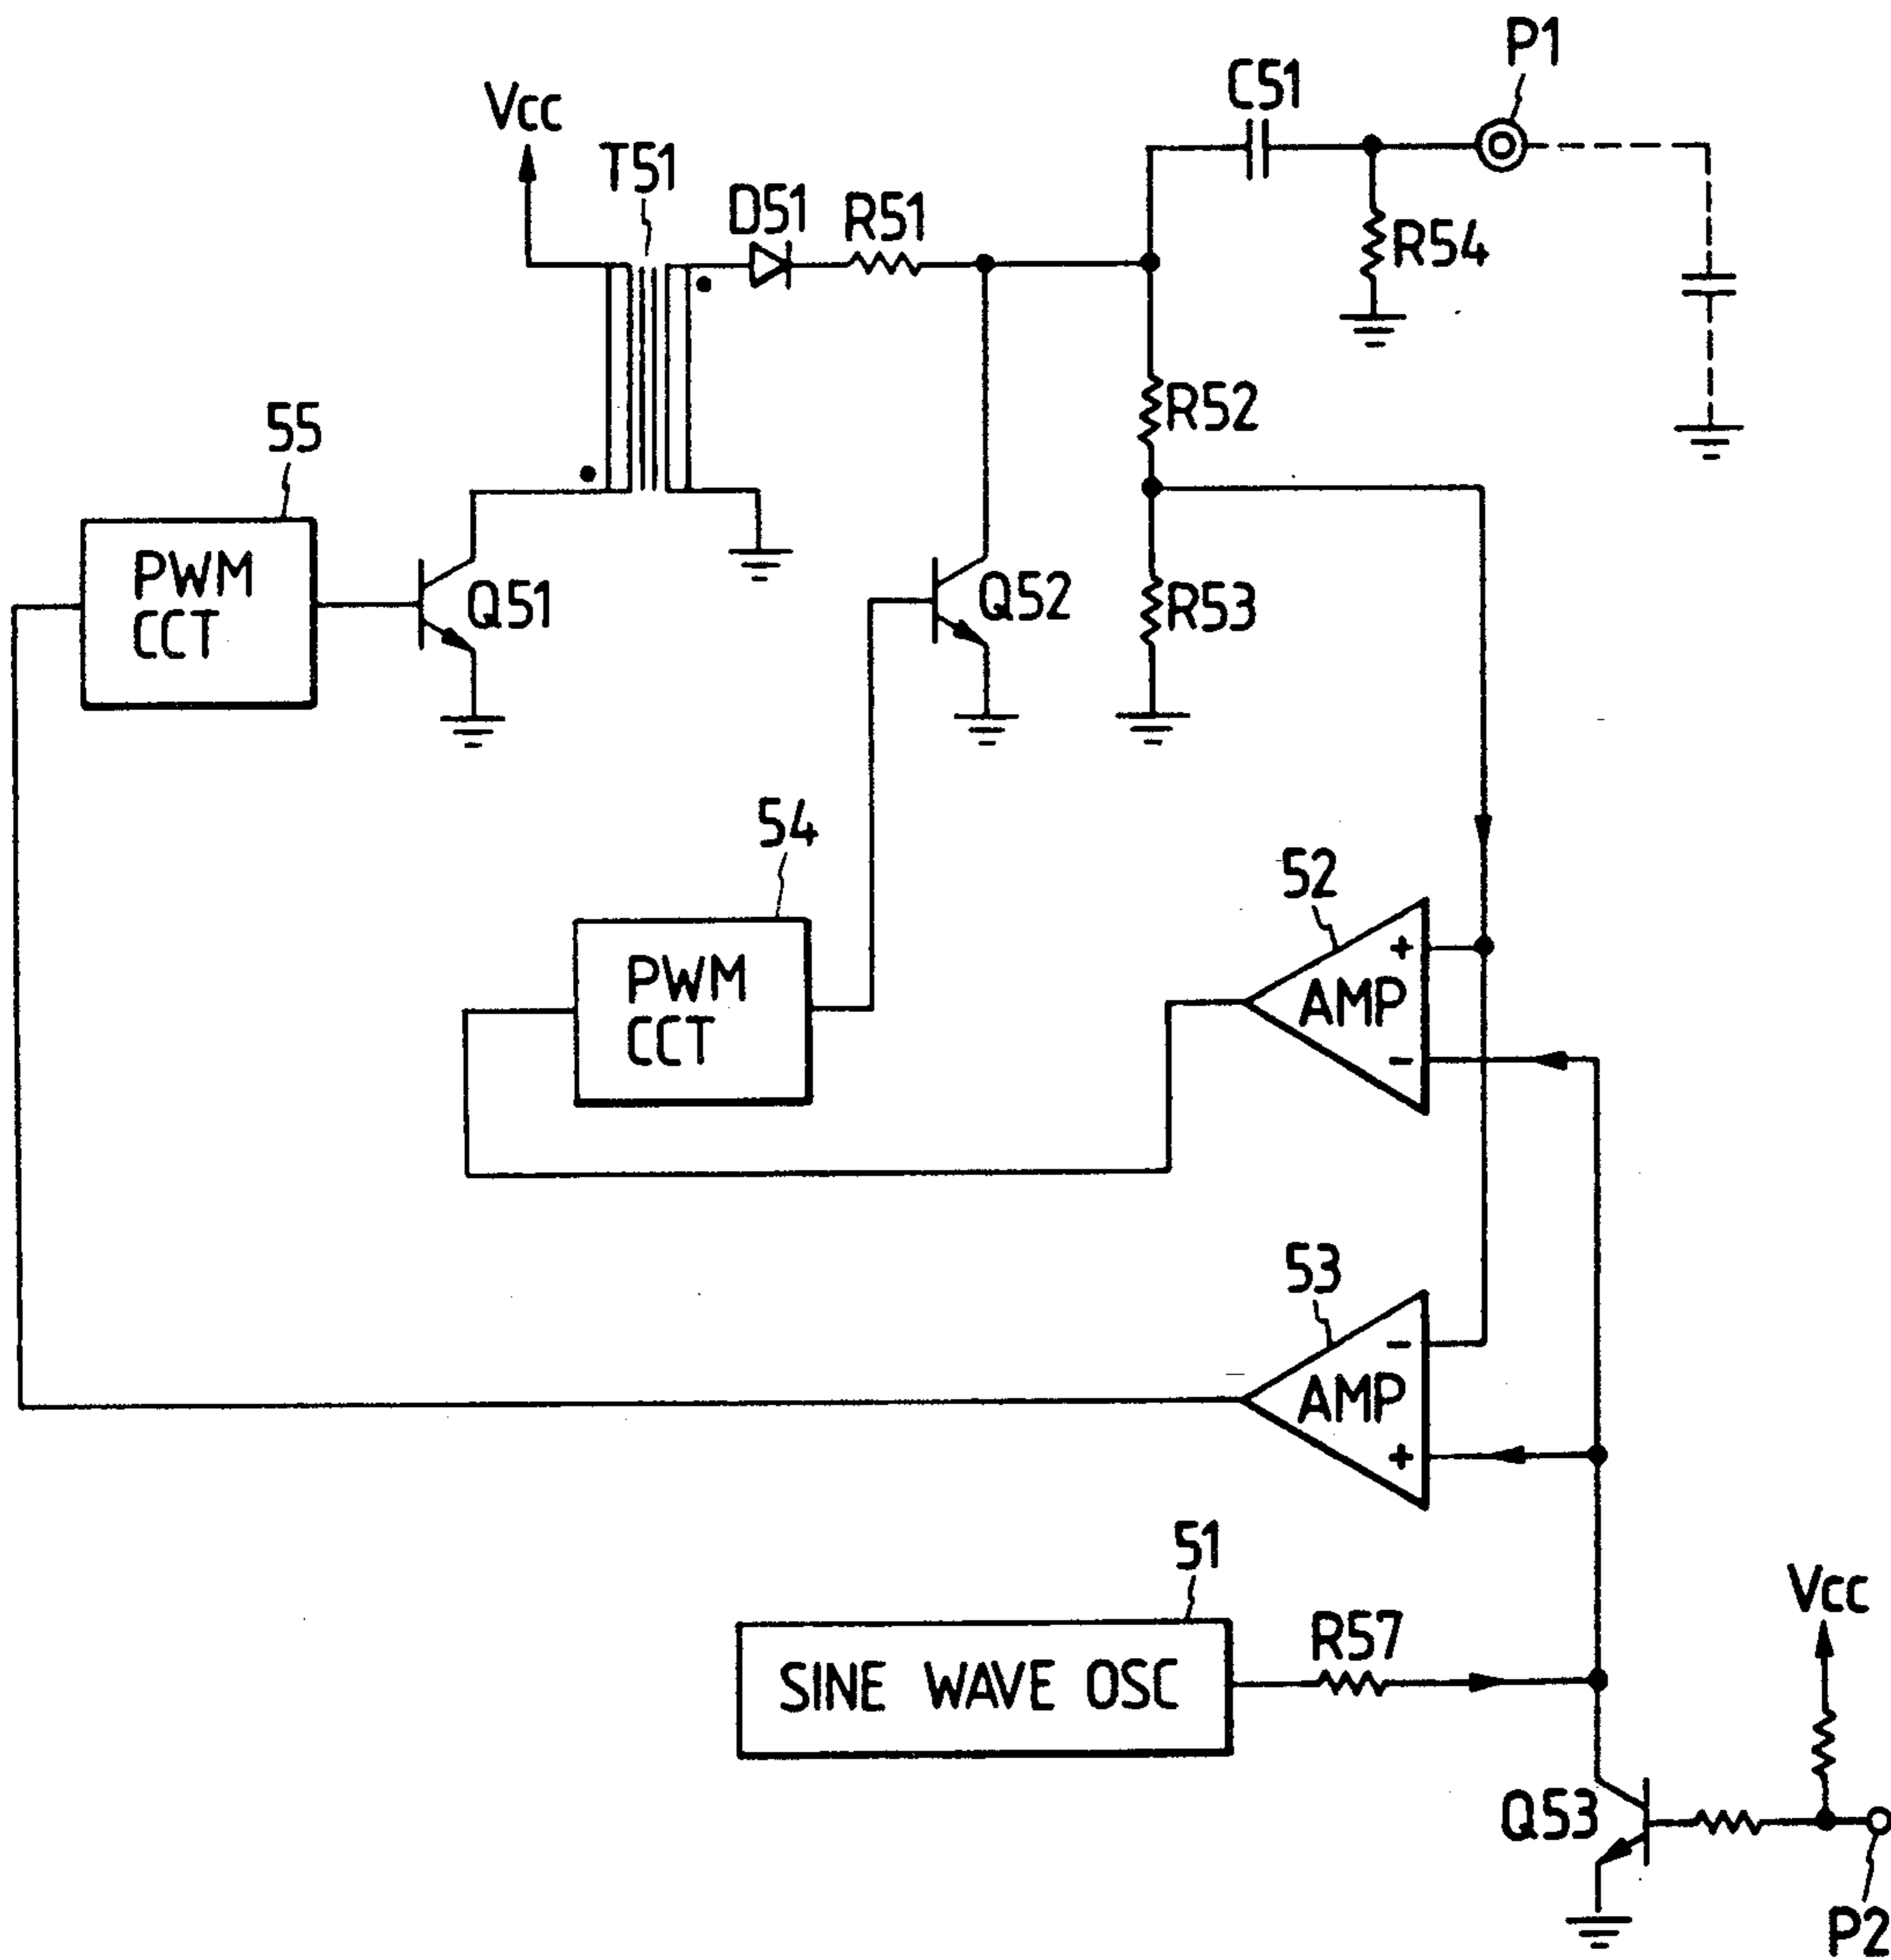 P1
C51
Vcc
T51
D51
R51
R54
R52
55
PWM
CCT
Q51
Q52
R53
54
PWM
CCT
52
+
AMP
-
53
-
AMP
+
51
SINE WAVE OSC
R57
Vcc
Q53
P2